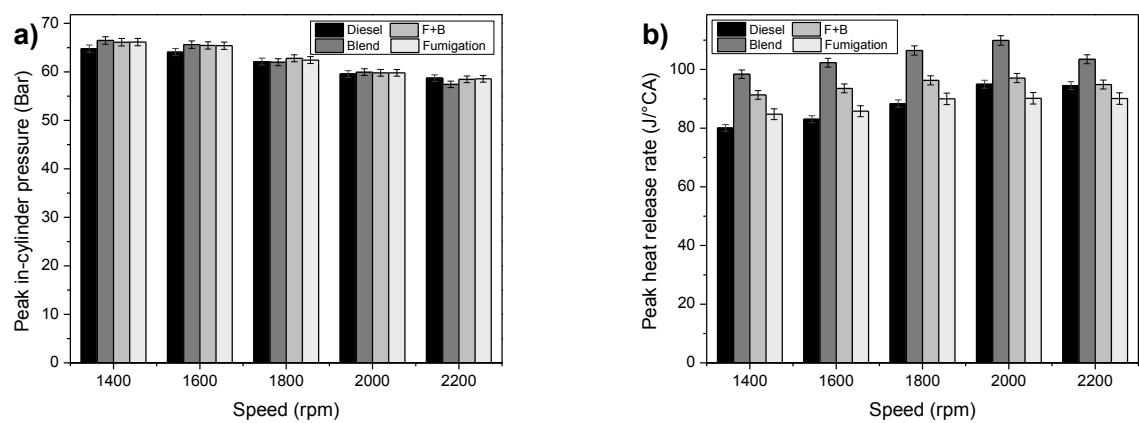 a)
Peak in-cylinder pressure (Bar)
70
60
50
40
30
20
10
0
Diesel F+B
Blend Fumigation
1400 1600 1800 2000 2200
Speed (rpm)
b)
Peak heat release rate (J/°CA)
100
80
60
40
20
0
Diesel F+B
Blend Fumigation
1400 1600 1800 2000 2200
Speed (rpm)